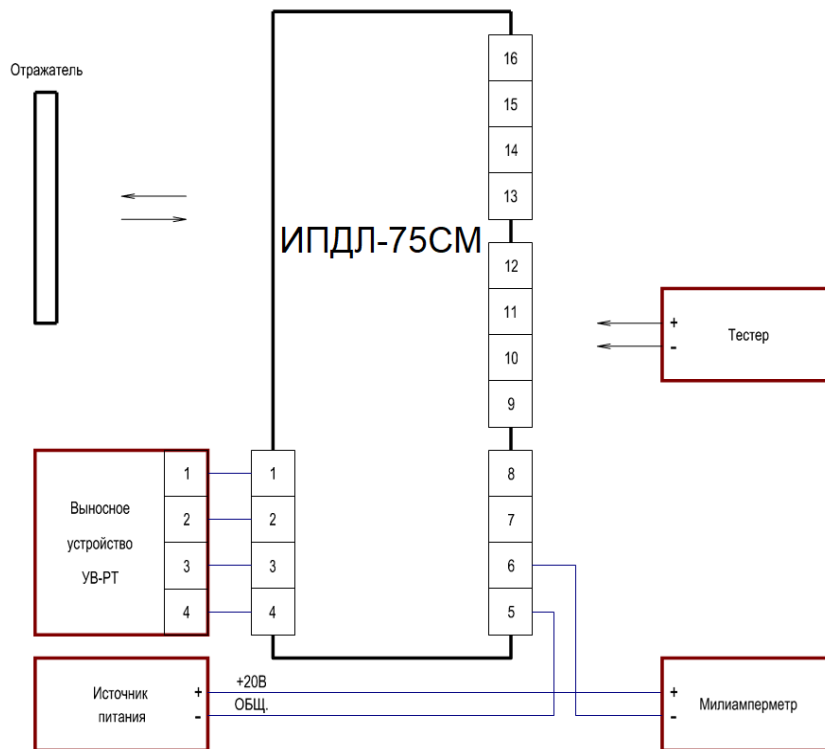 Отражатель
ИПДЛ-75СМ
16
15
14
13
12
11
10
9
8
7
6
5
+
-
Тестер
Выносное
устройство
УВ-РТ
1
2
3
4
1
2
3
4
Источник
питания
+
-
+20В
ОБЩ.
+
-
Милиамперметр